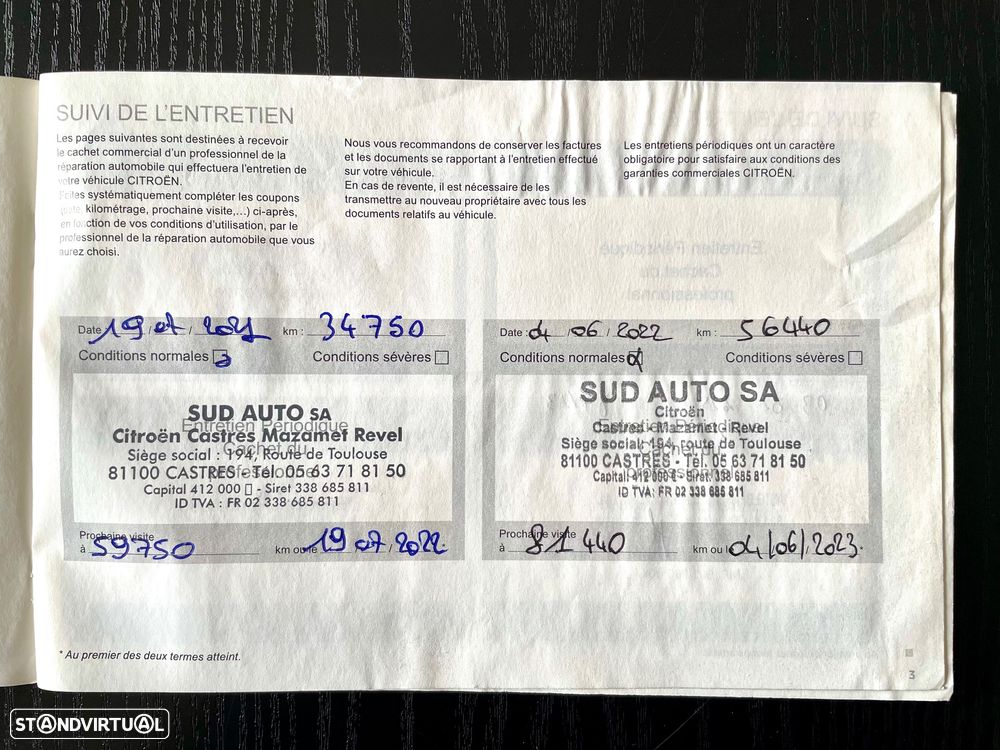 SUIVI DE L'ENTRETIEN
Les pages suivantes sont destinées à recevoir
le cachet commercial d'un professionnel de la
réparation automobile qui effectuera l'entretien de
votre véhicule CITROËN.
Faites systématiquement compléter les coupons
(date, kilométrage, prochaine visite,...) ci-après,
en fonction de vos conditions d'utilisation, par le
professionnel de la réparation automobile que vous
aurez choisi.
Nous vous recommandons de conserver les factures
et les documents se rapportant à l'entretien effectué
sur votre véhicule.
En cas de revente, il est nécessaire de les
transmettre au nouveau propriétaire avec tous les
documents relatifs au véhicule.
Les entretiens périodiques ont un caractère
obligatoire pour satisfaire aux conditions des
garanties commerciales CITROËN.
Date 19/07/2021 km : 34750
Conditions normales Conditions sévères
SUD AUTO SA
Entretien Périodique
Citroën Castres Mazamet Revel
Cachet du
Siège social : 194, Route de Toulouse
81100 CASTRES - Tél 05 63 71 81 50
professionnel
Capital 412 000 - Siret 338 685 811
ID TVA : FR 02 338 685 811
Prochaine visite
à 59750 km ou le 19 07/2022
Date : 04/06/2022 km : 56440
Conditions normales Conditions sévères
SUD AUTO SA
Citroën
Entretien Périodique
Castres - Mazamet - Revel
Siège social 194, route de Toulouse
Cachet du
81100 CASTRES - Tél. 05 63 71 81 50
professionnel
Capital 412 000 € - Siret. 338 685 811
ID TVA: FR 02 338 685 811
Prochaine visite
à 81440 km ou l 04/06/2023.
* Au premier des deux termes atteint.
3
STANDVIRTUAL